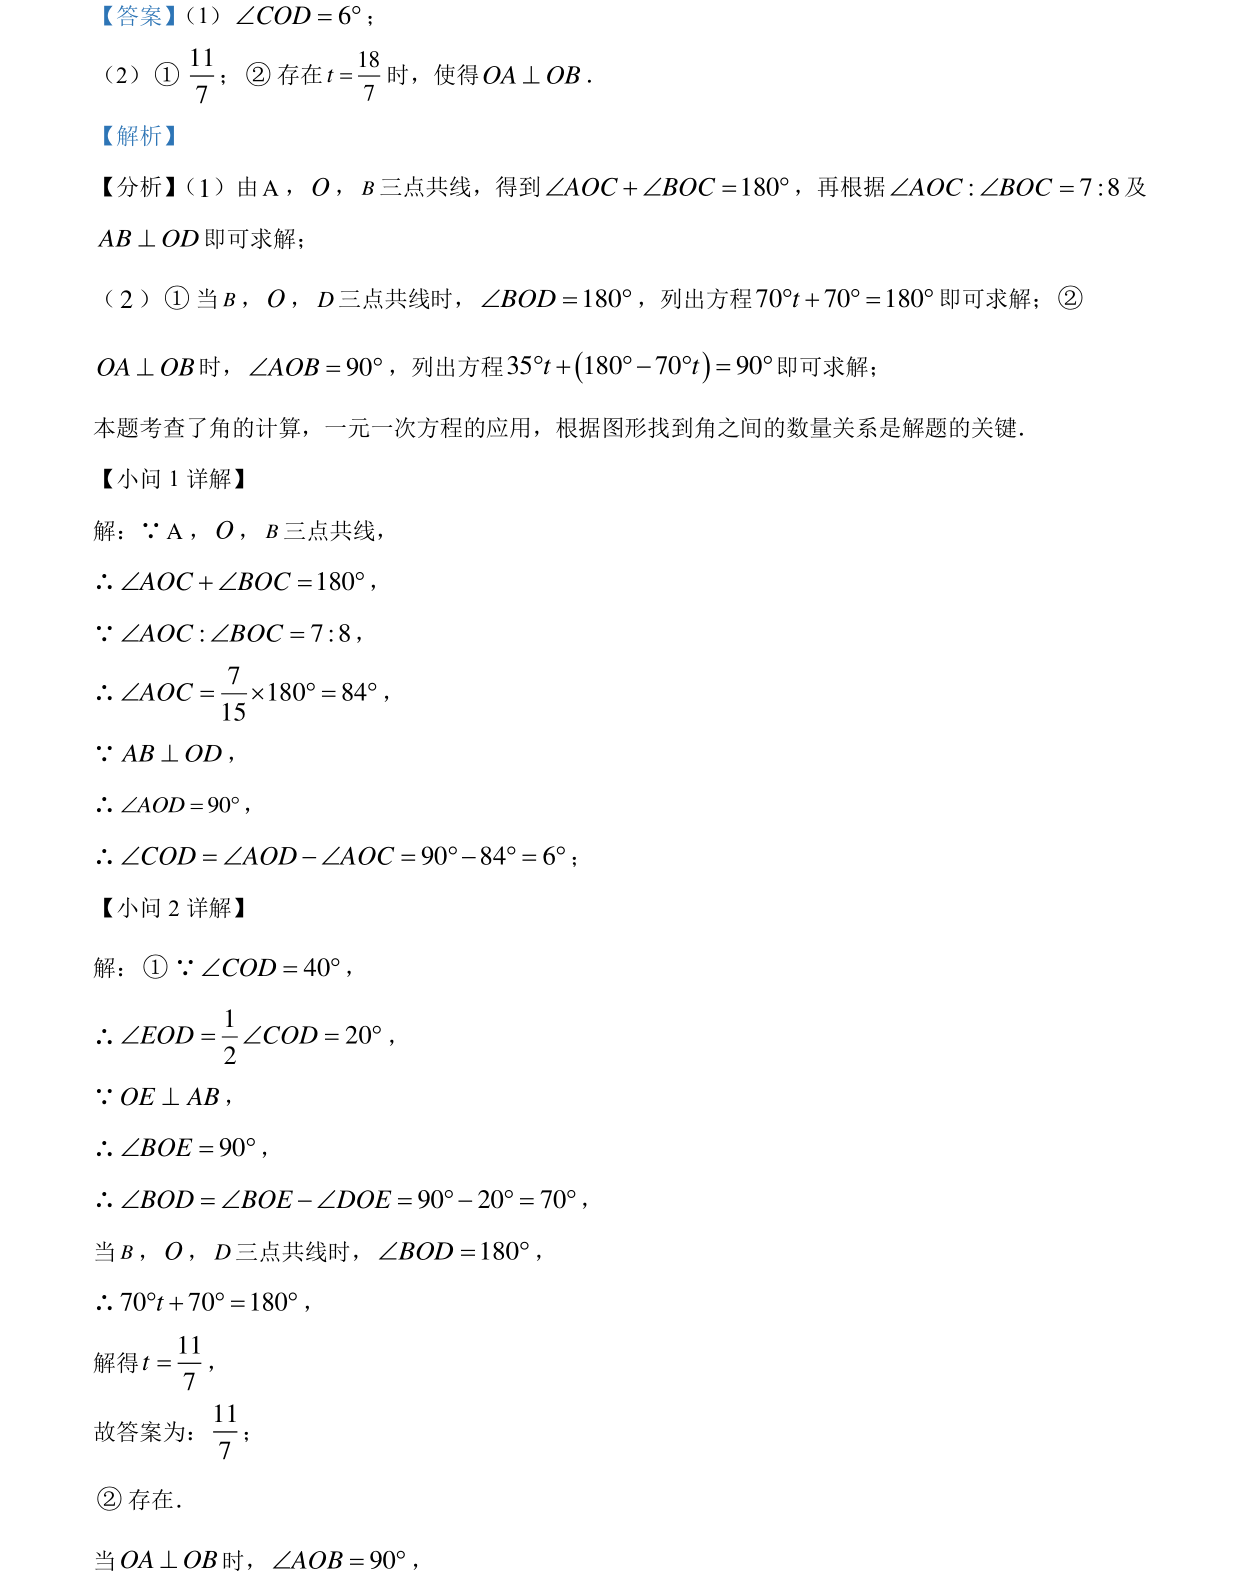 【答案】（1）∠COD = 6°；
（2）① 11/7；② 存在 t = 18/7 时，使得 OA ⊥ OB．
【解析】
【分析】（1）由 A，O，B 三点共线，得到 ∠AOC + ∠BOC = 180°，再根据 ∠AOC : ∠BOC = 7 : 8 及
AB ⊥ OD 即可求解；
（2）① 当 B，O，D 三点共线时，∠BOD = 180°，列出方程 70°t + 70° = 180° 即可求解；②
OA ⊥ OB 时，∠AOB = 90°，列出方程 35°t + (180° − 70°t) = 90° 即可求解；
本题考查了角的计算，一元一次方程的应用，根据图形找到角之间的数量关系是解题的关键．
【小问 1 详解】
解：∵ A，O，B 三点共线，
∴ ∠AOC + ∠BOC = 180°，
∵ ∠AOC : ∠BOC = 7 : 8，
∴ ∠AOC = 7/15 × 180° = 84°，
∵ AB ⊥ OD，
∴ ∠AOD = 90°，
∴ ∠COD = ∠AOD − ∠AOC = 90° − 84° = 6°；
【小问 2 详解】
解：① ∵ ∠COD = 40°，
∴ ∠EOD = 1/2 ∠COD = 20°，
∵ OE ⊥ AB，
∴ ∠BOE = 90°，
∴ ∠BOD = ∠BOE − ∠DOE = 90° − 20° = 70°，
当 B，O，D 三点共线时，∠BOD = 180°，
∴ 70°t + 70° = 180°，
解得 t = 11/7，
故答案为：11/7；
② 存在．
当 OA ⊥ OB 时，∠AOB = 90°，